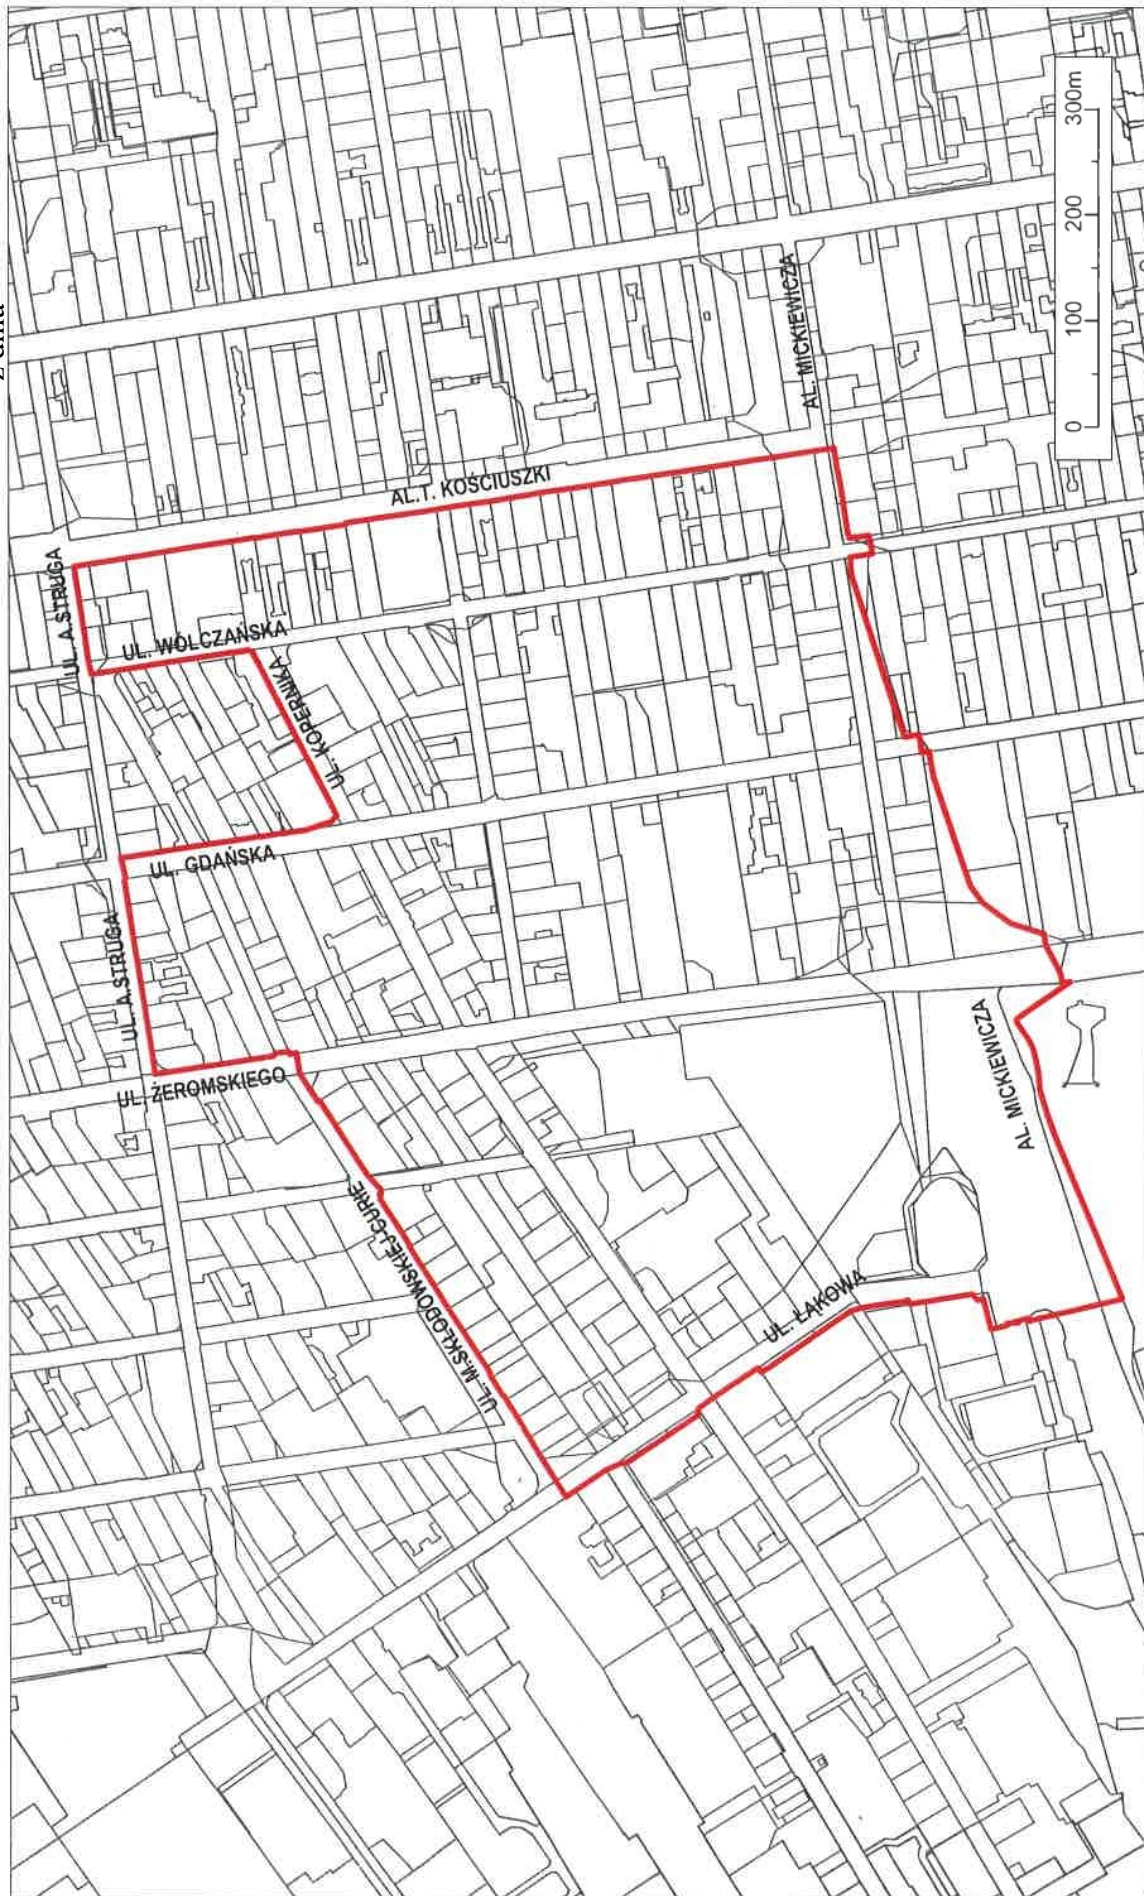 z dnia
UL. A.STRUGA
UL. WÓLCZAŃSKA
UL. KOPERNIKA
AL.T. KOŚCIUSZKI
AL. MICKIEWICZA
UL. A.STRUGA
UL. GDAŃSKA
UL. ŻEROMSKIEGO
UL. M.SKŁODOWSKIEJ-CURIE
UL. ŁĄKOWA
AL. MICKIEWICZA
0 100 200 300m